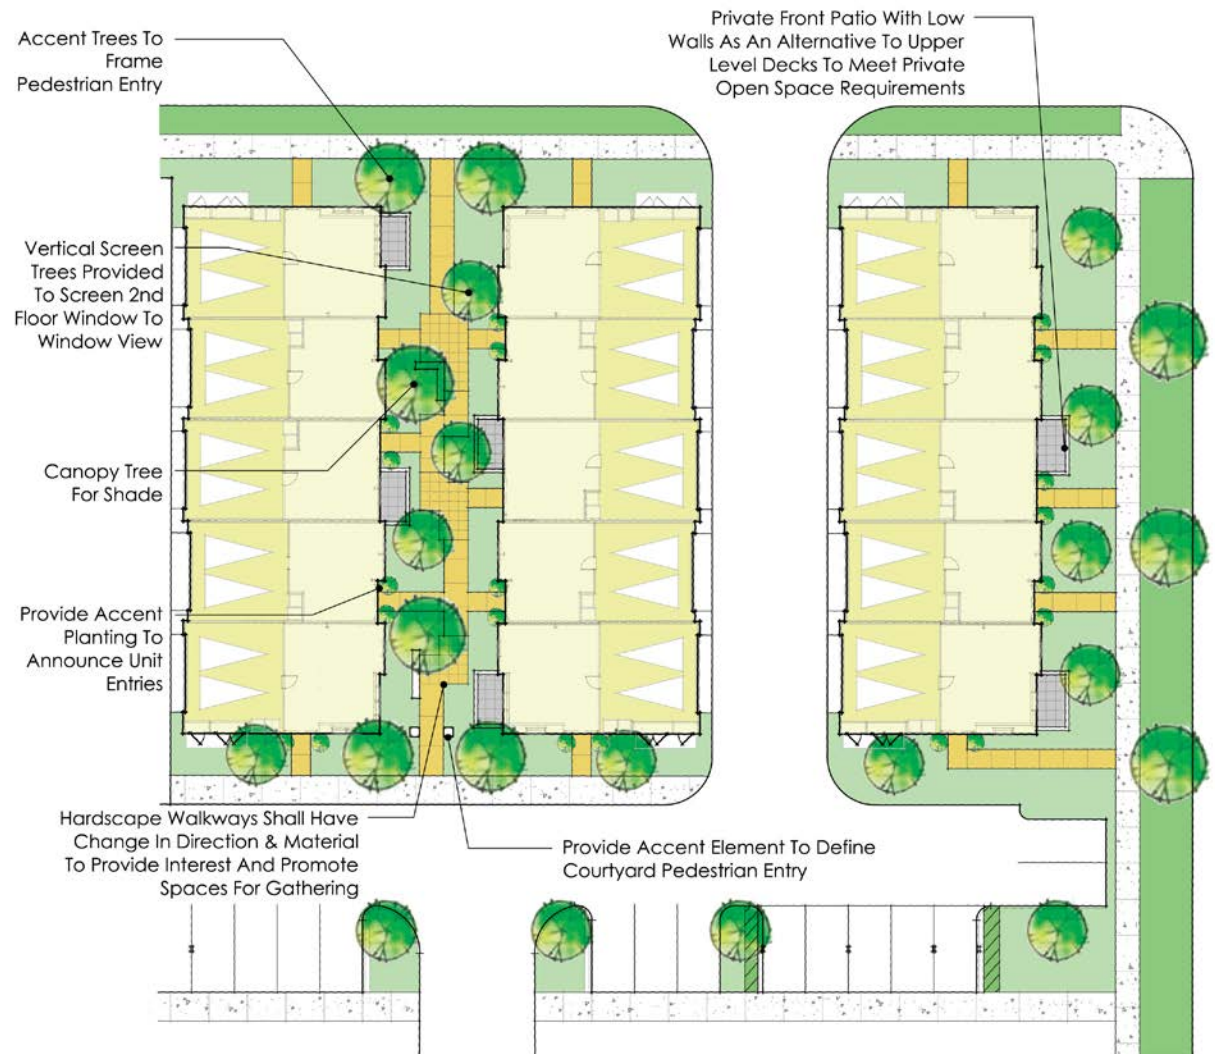 Accent Trees To
Frame
Pedestrian Entry
Private Front Patio With Low
Walls As An Alternative To Upper
Level Decks To Meet Private
Open Space Requirements
Vertical Screen
Trees Provided
To Screen 2nd
Floor Window To
Window View
Canopy Tree
For Shade
Provide Accent
Planting To
Announce Unit
Entries
Hardscape Walkways Shall Have
Change In Direction & Material
To Provide Interest And Promote
Spaces For Gathering
Provide Accent Element To Define
Courtyard Pedestrian Entry